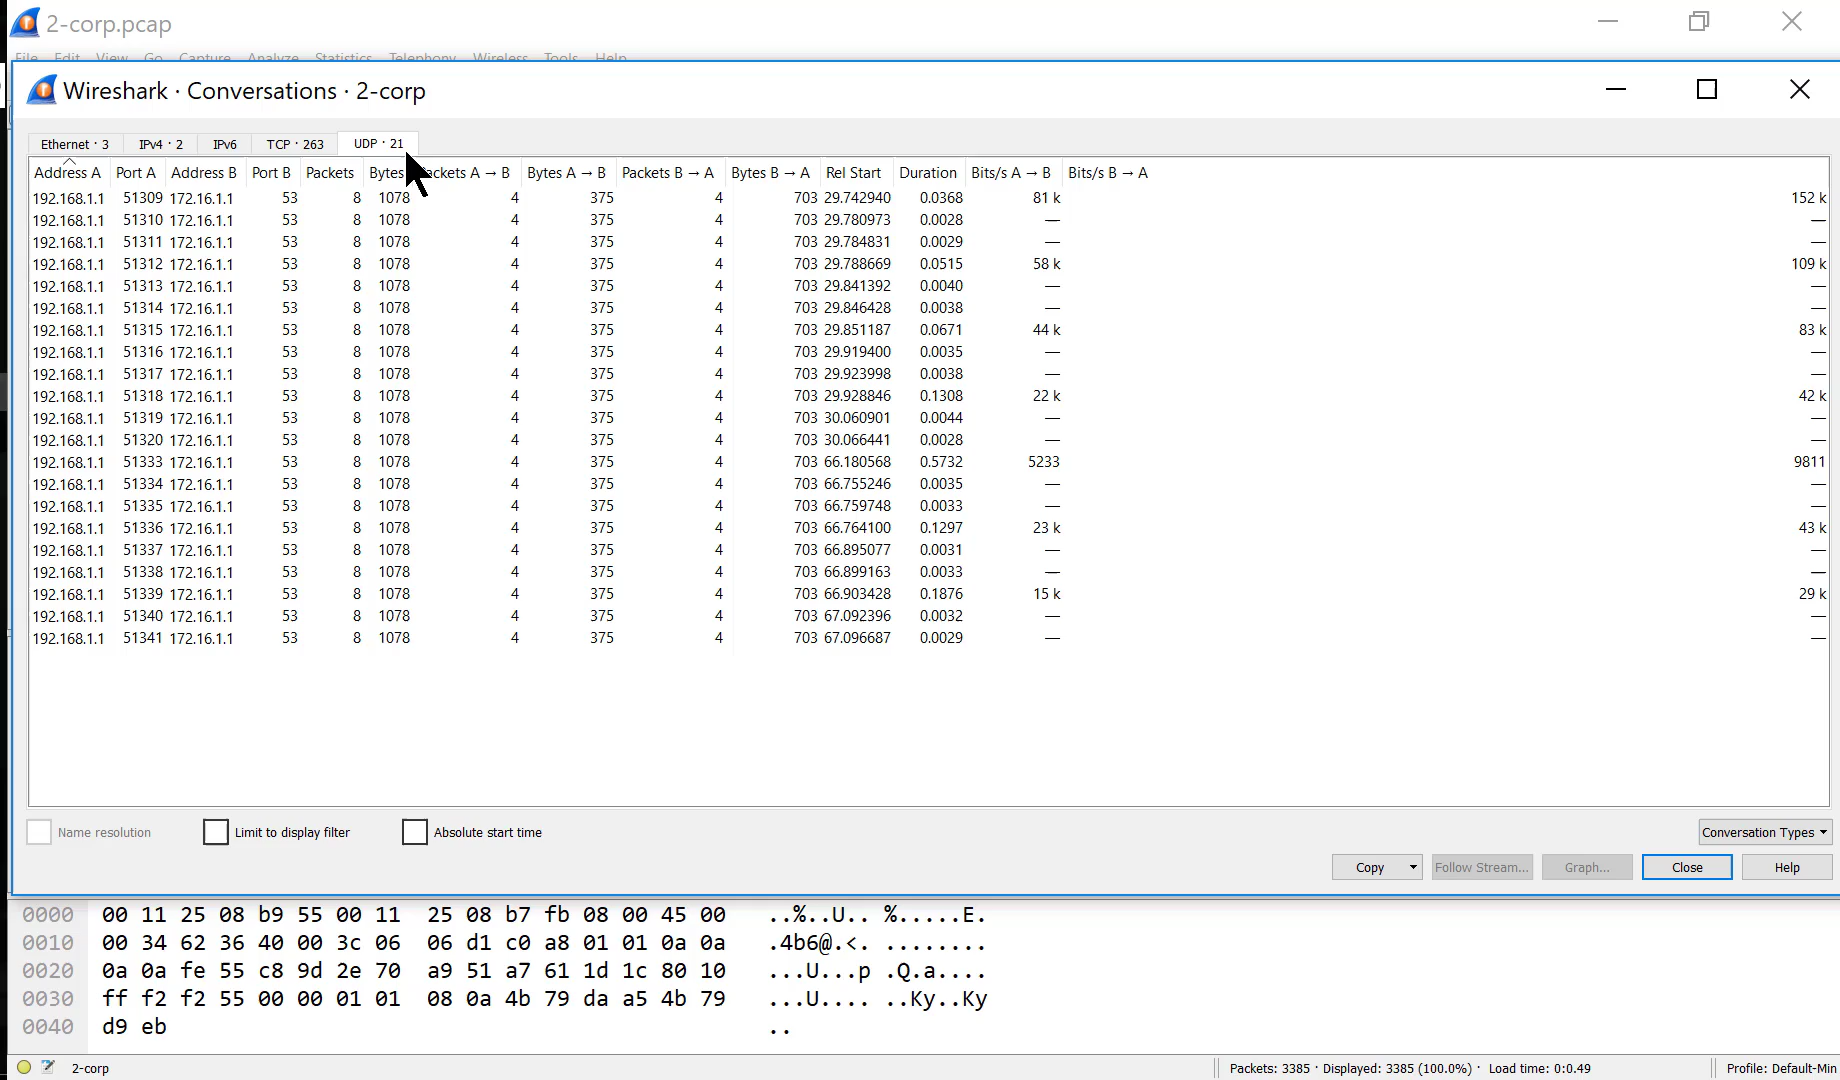 2-corp.pcap
File Edit View Go Capture Analyze Statistics Telephony Wireless Tools Help
Wireshark · Conversations · 2-corp
Ethernet · 3 IPv4 · 2 IPv6 TCP · 263 UDP · 21
Address A Port A Address B Port B Packets Bytes ackets A → B Bytes A → B Packets B → A Bytes B → A Rel Start Duration Bits/s A → B Bits/s B → A
192.168.1.1 51309 172.16.1.1 53 8 1078 4 375 4 703 29.742940 0.0368 81 k 152 k
192.168.1.1 51310 172.16.1.1 53 8 1078 4 375 4 703 29.780973 0.0028 — —
192.168.1.1 51311 172.16.1.1 53 8 1078 4 375 4 703 29.784831 0.0029 — —
192.168.1.1 51312 172.16.1.1 53 8 1078 4 375 4 703 29.788669 0.0515 58 k 109 k
192.168.1.1 51313 172.16.1.1 53 8 1078 4 375 4 703 29.841392 0.0040 — —
192.168.1.1 51314 172.16.1.1 53 8 1078 4 375 4 703 29.846428 0.0038 — —
192.168.1.1 51315 172.16.1.1 53 8 1078 4 375 4 703 29.851187 0.0671 44 k 83 k
192.168.1.1 51316 172.16.1.1 53 8 1078 4 375 4 703 29.919400 0.0035 — —
192.168.1.1 51317 172.16.1.1 53 8 1078 4 375 4 703 29.923998 0.0038 — —
192.168.1.1 51318 172.16.1.1 53 8 1078 4 375 4 703 29.928846 0.1308 22 k 42 k
192.168.1.1 51319 172.16.1.1 53 8 1078 4 375 4 703 30.060901 0.0044 — —
192.168.1.1 51320 172.16.1.1 53 8 1078 4 375 4 703 30.066441 0.0028 — —
192.168.1.1 51333 172.16.1.1 53 8 1078 4 375 4 703 66.180568 0.5732 5233 9811
192.168.1.1 51334 172.16.1.1 53 8 1078 4 375 4 703 66.755246 0.0035 — —
192.168.1.1 51335 172.16.1.1 53 8 1078 4 375 4 703 66.759748 0.0033 — —
192.168.1.1 51336 172.16.1.1 53 8 1078 4 375 4 703 66.764100 0.1297 23 k 43 k
192.168.1.1 51337 172.16.1.1 53 8 1078 4 375 4 703 66.895077 0.0031 — —
192.168.1.1 51338 172.16.1.1 53 8 1078 4 375 4 703 66.899163 0.0033 — —
192.168.1.1 51339 172.16.1.1 53 8 1078 4 375 4 703 66.903428 0.1876 15 k 29 k
192.168.1.1 51340 172.16.1.1 53 8 1078 4 375 4 703 67.092396 0.0032 — —
192.168.1.1 51341 172.16.1.1 53 8 1078 4 375 4 703 67.096687 0.0029 — —
Name resolution Limit to display filter Absolute start time Conversation Types
Copy Follow Stream... Graph... Close Help
0000 00 11 25 08 b9 55 00 11 25 08 b7 fb 08 00 45 00 ..%..U.. %.....E.
0010 00 34 62 36 40 00 3c 06 06 d1 c0 a8 01 01 0a 0a .4b6@.<. ........
0020 0a 0a fe 55 c8 9d 2e 70 a9 51 a7 61 1d 1c 80 10 ...U...p .Q.a....
0030 ff f2 f2 55 00 00 01 01 08 0a 4b 79 da a5 4b 79 ...U.... ..Ky..Ky
0040 d9 eb ..
2-corp Packets: 3385 · Displayed: 3385 (100.0%) · Load time: 0:0.49 Profile: Default-Min